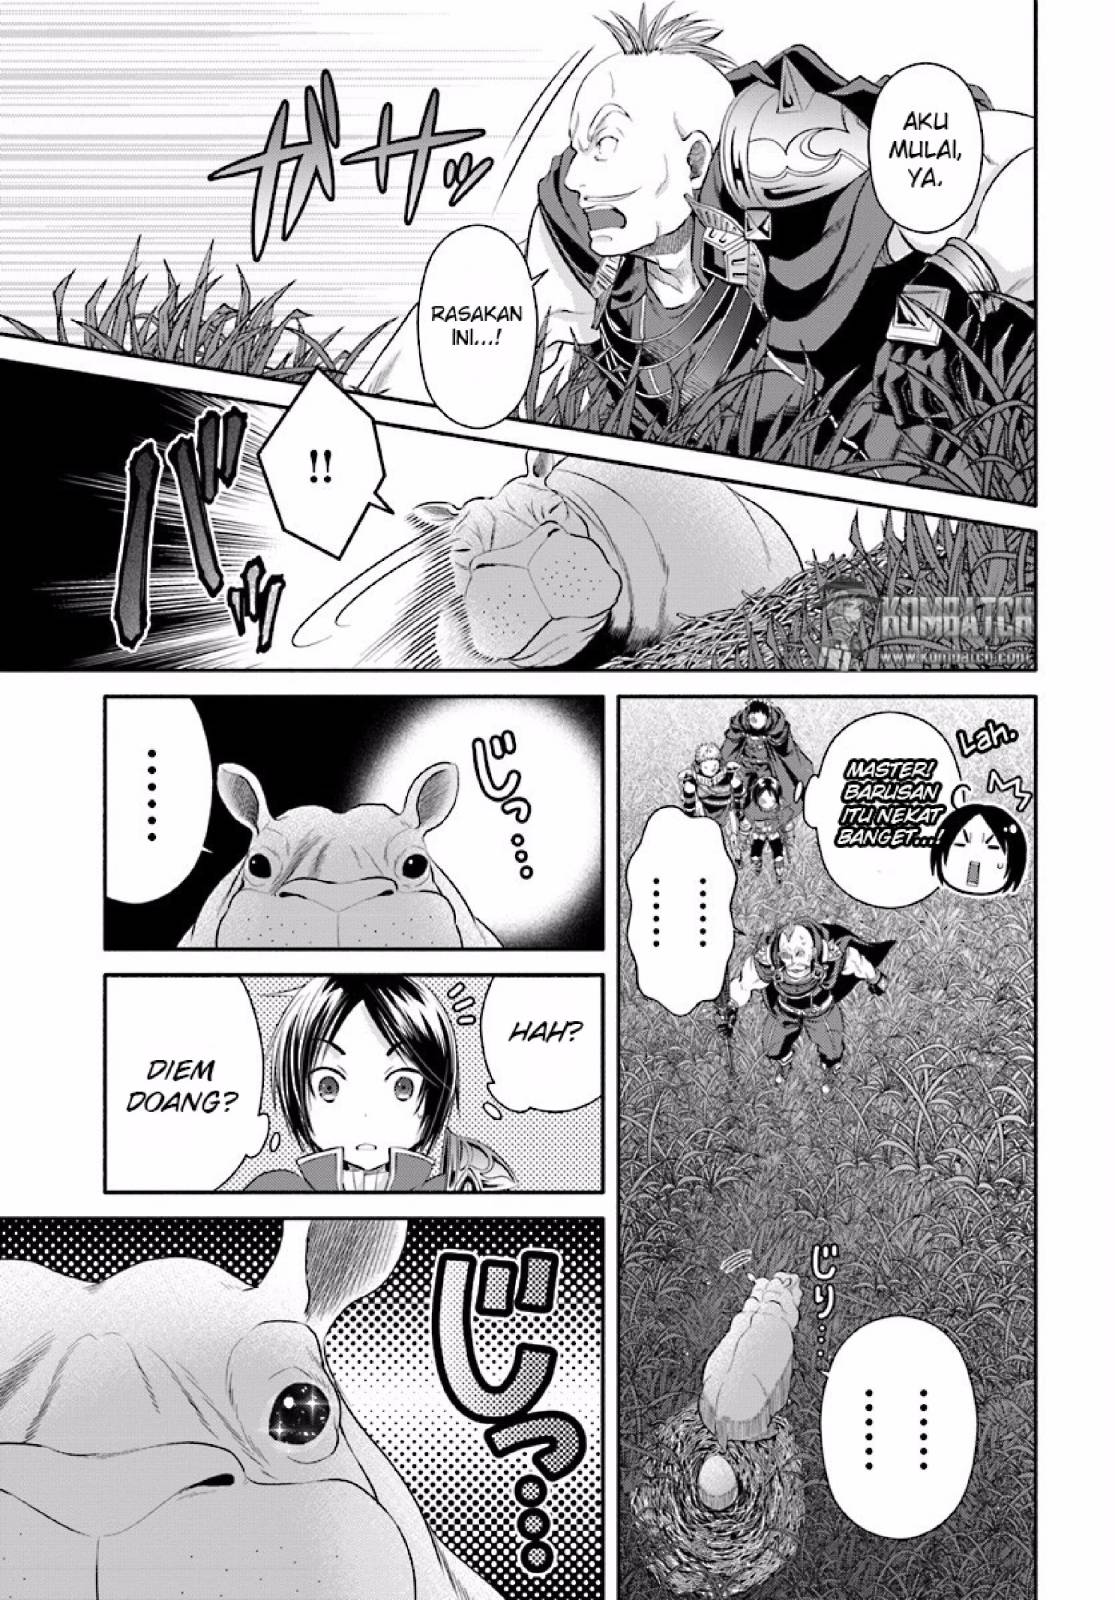 AKU
MULAI,
YA.
ガサッ
RASAKAN
INI...!
!!
ババッ
KOMBATCH
www.kombatch.com
Lah.
MASTER!
BARUSAN
ITU NEKAT
BANGET...!
・・・・・・
じり・・・
・・・・・・
じっ・・・
・・・・・・
HAH?
DIEM
DOANG?
じっ・・・